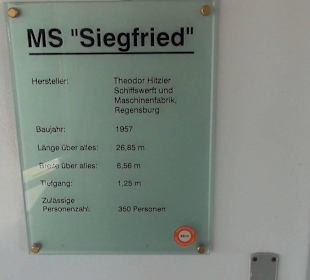 MS "Siegfried"
Hersteller: Theodor Hitzler
Schiffswerft und
Maschinenfabrik,
Regensburg
Baujahr: 1957
Länge über alles: 26,85 m
Breite über alles: 6,56 m
Tiefgang: 1,25 m
Zulässige
Personenzahl: 350 Personen